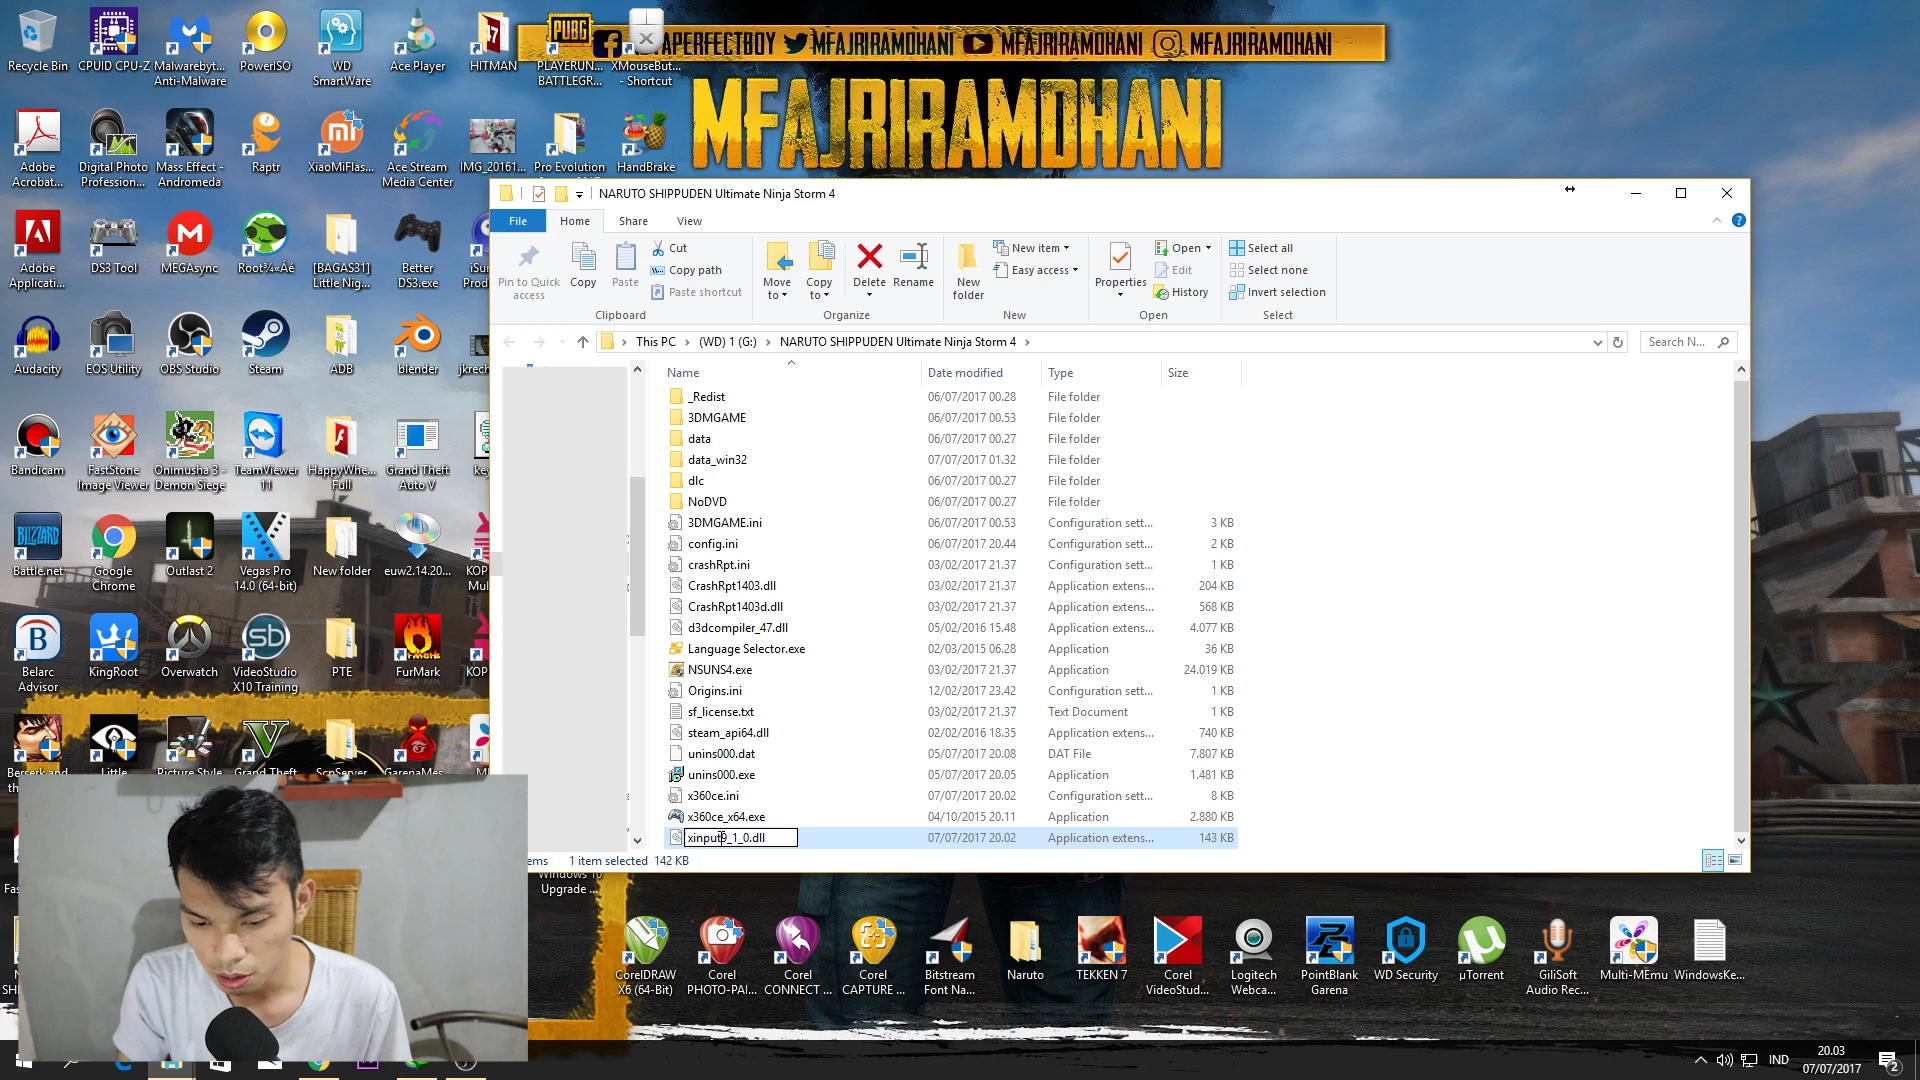 Recycle Bin
CPUID CPU-Z
Malwarebyt...
Anti-Malware
PowerISO
WD
SmartWare
Ace Player
HITMAN
PLAYERUN...
BATTLEGR...
XMouseBut...
- Shortcut
PUBG
APERFECTBOY
MFAJRIRAMDHANI
MFAJRIRAMDHANI
MFAJRIRAMDHANI
MFAJRIRAMDHANI
Adobe
Acrobat...
Digital Photo
Profession...
Mass Effect -
Andromeda
Raptr
XiaoMiFlas...
Ace Stream
Media Center
IMG_20161...
Pro Evolution
HandBrake
Adobe
Applicati...
DS3 Tool
MEGAsync
Root¾«Áé
[BAGAS31]
Little Nig...
Better
DS3.exe
Audacity
EOS Utility
OBS Studio
Steam
ADB
blender
Bandicam
FastStone
Image Viewer
Onimusha 3 -
Demon Siege
TeamViewer
11
HappyWhe...
Full
Grand Theft
Auto V
Battle.net
Google
Chrome
Outlast 2
Vegas Pro
14.0 (64-bit)
New folder
euw2.14.20...
Belarc
Advisor
KingRoot
Overwatch
VideoStudio
X10 Training
PTE
FurMark
Berserk and
Little
Picture Style
Grand Theft
ScpServer
GarenaMes...
NARUTO SHIPPUDEN Ultimate Ninja Storm 4
File
Home
Share
View
Pin to Quick
access
Copy
Paste
Cut
Copy path
Paste shortcut
Clipboard
Move
to
Copy
to
Delete
Rename
Organize
New
folder
New item
Easy access
New
Properties
Open
Edit
History
Open
Select all
Select none
Invert selection
Select
This PC
(WD) 1 (G:)
NARUTO SHIPPUDEN Ultimate Ninja Storm 4
Search N...
Name Date modified Type Size
_Redist 06/07/2017 00.28 File folder
3DMGAME 06/07/2017 00.53 File folder
data 06/07/2017 00.27 File folder
data_win32 07/07/2017 01.32 File folder
dlc 06/07/2017 00.27 File folder
NoDVD 06/07/2017 00.27 File folder
3DMGAME.ini 06/07/2017 00.53 Configuration sett... 3 KB
config.ini 06/07/2017 20.44 Configuration sett... 2 KB
crashRpt.ini 03/02/2017 21.37 Configuration sett... 1 KB
CrashRpt1403.dll 03/02/2017 21.37 Application extens... 204 KB
CrashRpt1403d.dll 03/02/2017 21.37 Application extens... 568 KB
d3dcompiler_47.dll 05/02/2016 15.48 Application extens... 4.077 KB
Language Selector.exe 02/03/2015 06.28 Application 36 KB
NSUNS4.exe 03/02/2017 21.37 Application 24.019 KB
Origins.ini 12/02/2017 23.42 Configuration sett... 1 KB
sf_license.txt 03/02/2017 21.37 Text Document 1 KB
steam_api64.dll 02/02/2016 18.35 Application extens... 740 KB
unins000.dat 05/07/2017 20.08 DAT File 7.807 KB
unins000.exe 05/07/2017 20.05 Application 1.481 KB
x360ce.ini 07/07/2017 20.02 Configuration sett... 8 KB
x360ce_x64.exe 04/10/2015 20.11 Application 2.880 KB
xinput9_1_0.dll 07/07/2017 20.02 Application extens... 143 KB
1 item selected 142 KB
Windows 10
Upgrade ...
CorelDRAW
X6 (64-Bit)
Corel
PHOTO-PAI...
Corel
CONNECT ...
Corel
CAPTURE ...
Bitstream
Font Na...
Naruto
TEKKEN 7
Corel
VideoStud...
Logitech
Webca...
PointBlank
Garena
WD Security
µTorrent
GiliSoft
Audio Rec...
Multi-MEmu
WindowsKe...
IND
20.03
07/07/2017
2